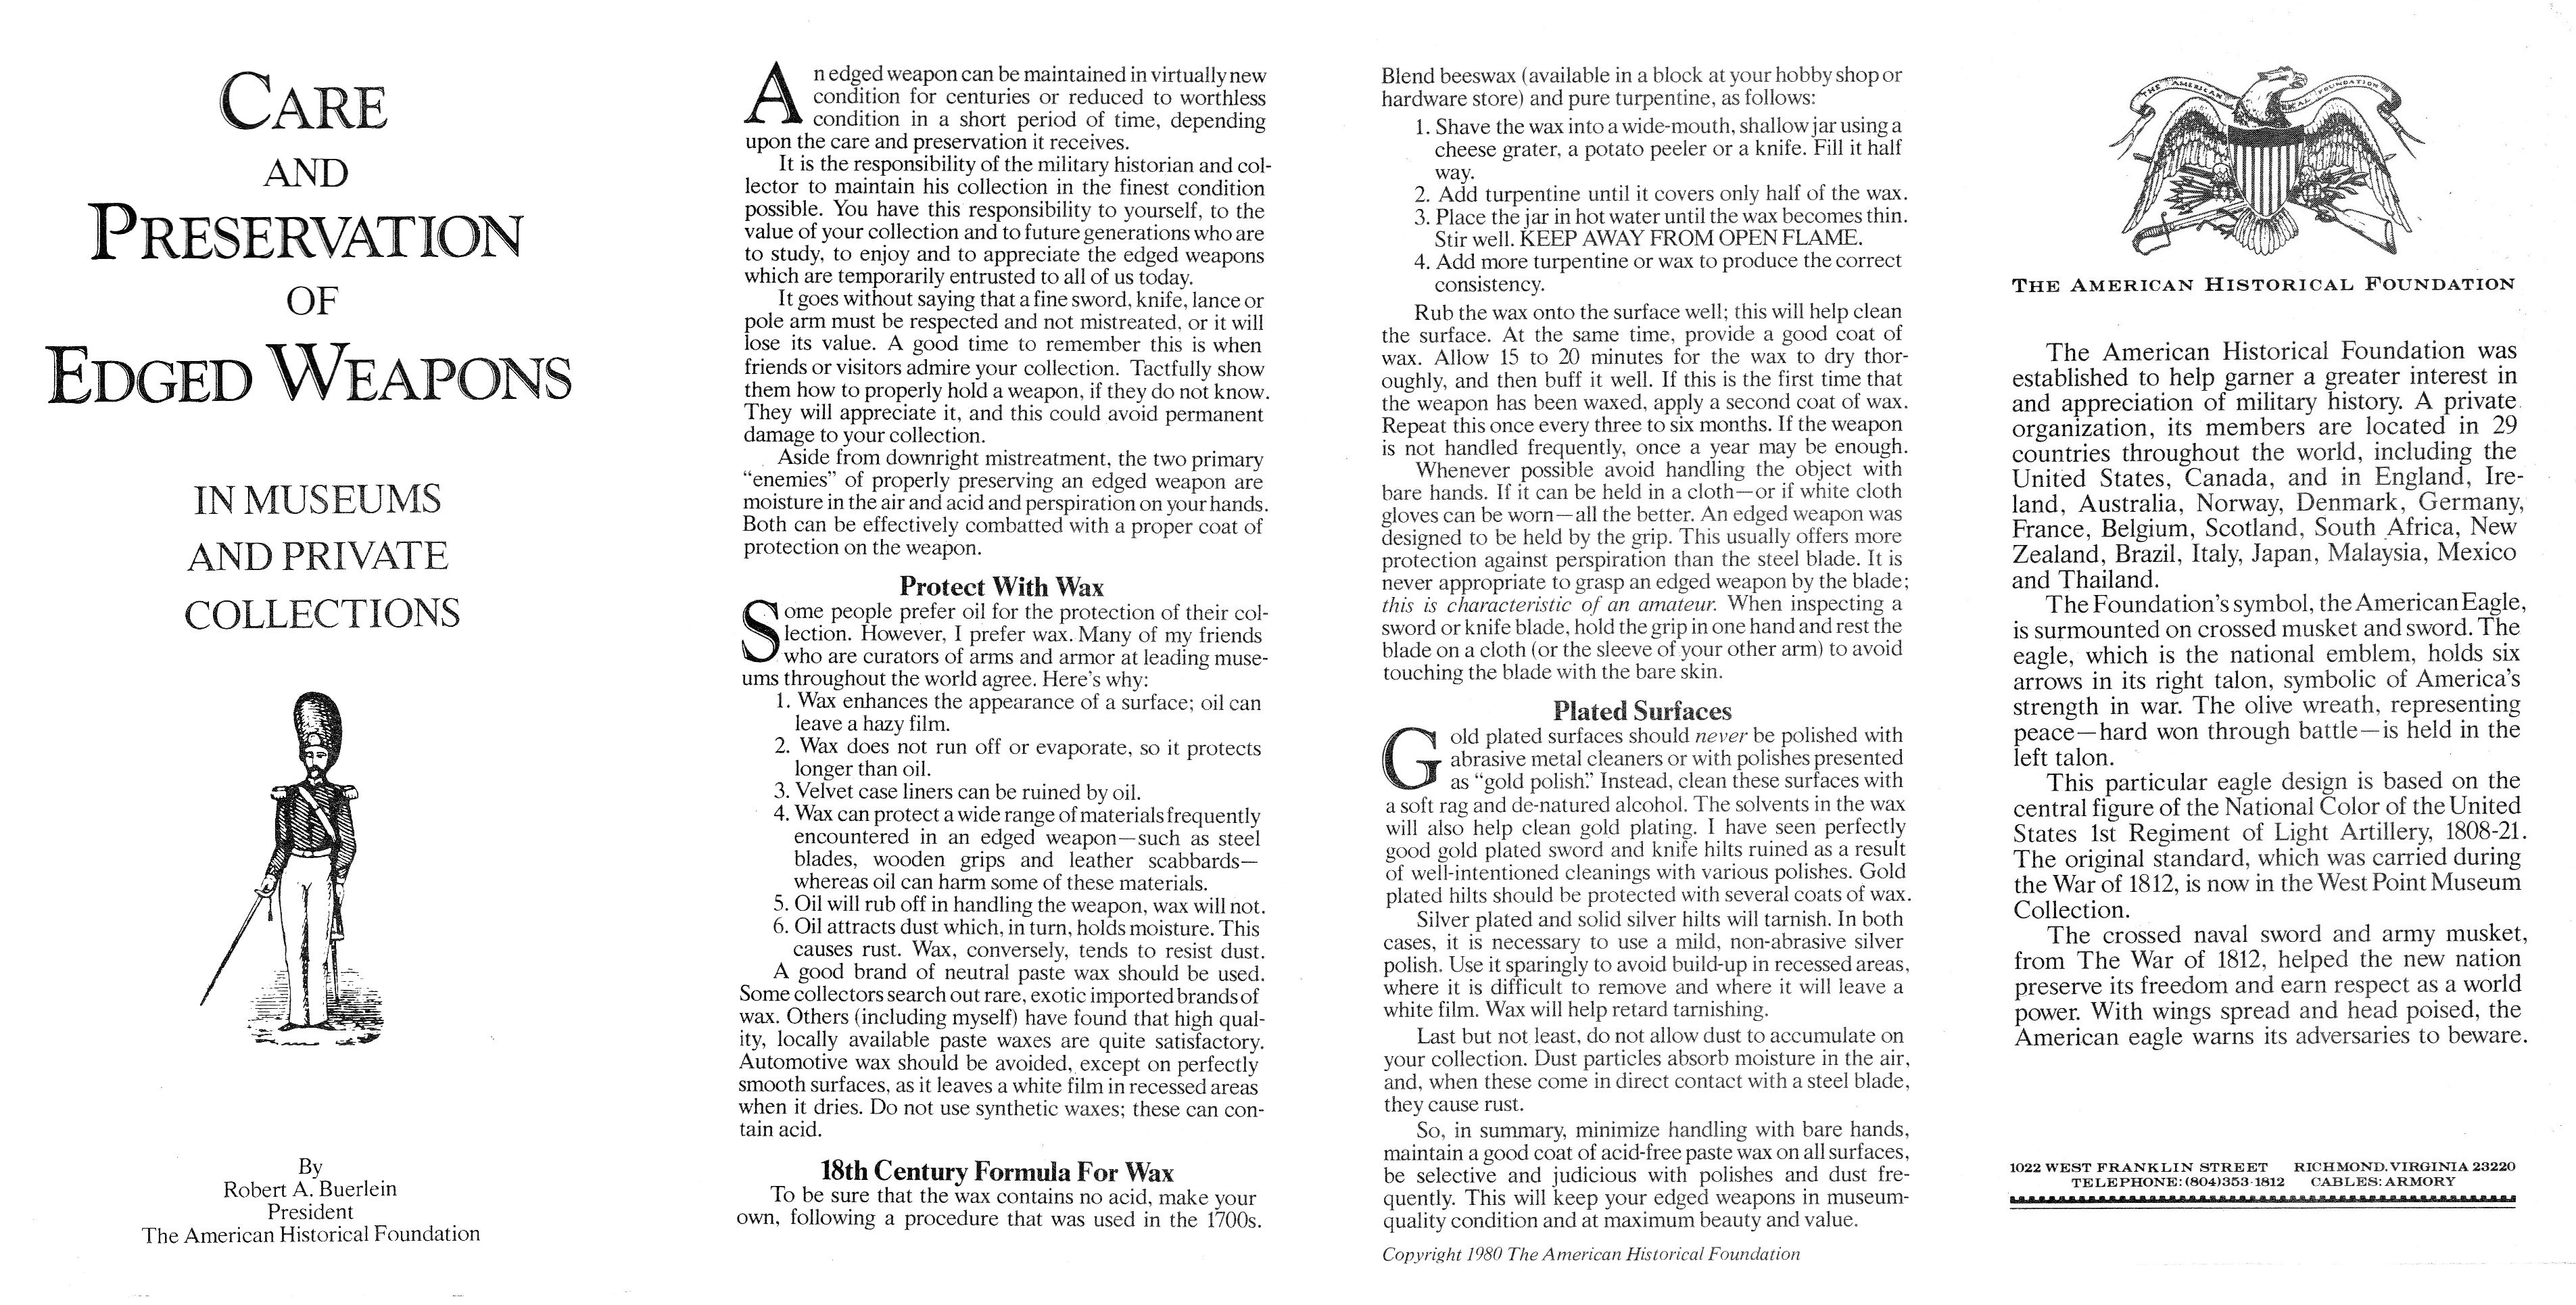 CARE
AND
PRESERVATION
OF
EDGED WEAPONS
IN MUSEUMS
AND PRIVATE
COLLECTIONS
By
Robert A. Buerlein
President
The American Historical Foundation
An edged weapon can be maintained in virtually new
condition for centuries or reduced to worthless
condition in a short period of time, depending
upon the care and preservation it receives.
It is the responsibility of the military historian and col-
lector to maintain his collection in the finest condition
possible. You have this responsibility to yourself, to the
value of your collection and to future generations who are
to study, to enjoy and to appreciate the edged weapons
which are temporarily entrusted to all of us today.
It goes without saying that a fine sword, knife, lance or
pole arm must be respected and not mistreated, or it will
lose its value. A good time to remember this is when
friends or visitors admire your collection. Tactfully show
them how to properly hold a weapon, if they do not know.
They will appreciate it, and this could avoid permanent
damage to your collection.
Aside from downright mistreatment, the two primary
“enemies” of properly preserving an edged weapon are
moisture in the air and acid and perspiration on your hands.
Both can be effectively combatted with a proper coat of
protection on the weapon.
Protect With Wax
Some people prefer oil for the protection of their col-
lection. However, I prefer wax. Many of my friends
who are curators of arms and armor at leading muse-
ums throughout the world agree. Here's why:
1. Wax enhances the appearance of a surface; oil can
leave a hazy film.
2. Wax does not run off or evaporate, so it protects
longer than oil.
3. Velvet case liners can be ruined by oil.
4. Wax can protect a wide range of materials frequently
encountered in an edged weapon—such as steel
blades, wooden grips and leather scabbards—
whereas oil can harm some of these materials.
5. Oil will rub off in handling the weapon, wax will not.
6. Oil attracts dust which, in turn, holds moisture. This
causes rust. Wax, conversely, tends to resist dust.
A good brand of neutral paste wax should be used.
Some collectors search out rare, exotic imported brands of
wax. Others (including myself) have found that high qual-
ity, locally available paste waxes are quite satisfactory.
Automotive wax should be avoided, except on perfectly
smooth surfaces, as it leaves a white film in recessed areas
when it dries. Do not use synthetic waxes; these can con-
tain acid.
18th Century Formula For Wax
To be sure that the wax contains no acid, make your
own, following a procedure that was used in the 1700s.
Blend beeswax (available in a block at your hobby shop or
hardware store) and pure turpentine, as follows:
1. Shave the wax into a wide-mouth, shallow jar using a
cheese grater, a potato peeler or a knife. Fill it half
way.
2. Add turpentine until it covers only half of the wax.
3. Place the jar in hot water until the wax becomes thin.
Stir well. KEEP AWAY FROM OPEN FLAME.
4. Add more turpentine or wax to produce the correct
consistency.
Rub the wax onto the surface well; this will help clean
the surface. At the same time, provide a good coat of
wax. Allow 15 to 20 minutes for the wax to dry thor-
oughly, and then buff it well. If this is the first time that
the weapon has been waxed, apply a second coat of wax.
Repeat this once every three to six months. If the weapon
is not handled frequently, once a year may be enough.
Whenever possible avoid handling the object with
bare hands. If it can be held in a cloth—or if white cloth
gloves can be worn—all the better. An edged weapon was
designed to be held by the grip. This usually offers more
protection against perspiration than the steel blade. It is
never appropriate to grasp an edged weapon by the blade;
this is characteristic of an amateur. When inspecting a
sword or knife blade, hold the grip in one hand and rest the
blade on a cloth (or the sleeve of your other arm) to avoid
touching the blade with the bare skin.
Plated Surfaces
Gold plated surfaces should never be polished with
abrasive metal cleaners or with polishes presented
as “gold polish.” Instead, clean these surfaces with
a soft rag and de-natured alcohol. The solvents in the wax
will also help clean gold plating. I have seen perfectly
good gold plated sword and knife hilts ruined as a result
of well-intentioned cleanings with various polishes. Gold
plated hilts should be protected with several coats of wax.
Silver plated and solid silver hilts will tarnish. In both
cases, it is necessary to use a mild, non-abrasive silver
polish. Use it sparingly to avoid build-up in recessed areas,
where it is difficult to remove and where it will leave a
white film. Wax will help retard tarnishing.
Last but not least, do not allow dust to accumulate on
your collection. Dust particles absorb moisture in the air,
and, when these come in direct contact with a steel blade,
they cause rust.
So, in summary, minimize handling with bare hands,
maintain a good coat of acid-free paste wax on all surfaces,
be selective and judicious with polishes and dust fre-
quently. This will keep your edged weapons in museum-
quality condition and at maximum beauty and value.
Copyright 1980 The American Historical Foundation
THE AMERICAN HISTORICAL FOUNDATION
The American Historical Foundation was
established to help garner a greater interest in
and appreciation of military history. A private
organization, its members are located in 29
countries throughout the world, including the
United States, Canada, and in England, Ire-
land, Australia, Norway, Denmark, Germany,
France, Belgium, Scotland, South Africa, New
Zealand, Brazil, Italy, Japan, Malaysia, Mexico
and Thailand.
The Foundation's symbol, the American Eagle,
is surmounted on crossed musket and sword. The
eagle, which is the national emblem, holds six
arrows in its right talon, symbolic of America's
strength in war. The olive wreath, representing
peace—hard won through battle—is held in the
left talon.
This particular eagle design is based on the
central figure of the National Color of the United
States 1st Regiment of Light Artillery, 1808-21.
The original standard, which was carried during
the War of 1812, is now in the West Point Museum
Collection.
The crossed naval sword and army musket,
from The War of 1812, helped the new nation
preserve its freedom and earn respect as a world
power. With wings spread and head poised, the
American eagle warns its adversaries to beware.
1022 WEST FRANKLIN STREET RICHMOND, VIRGINIA 23220
TELEPHONE: (804)353-1812 CABLES: ARMORY